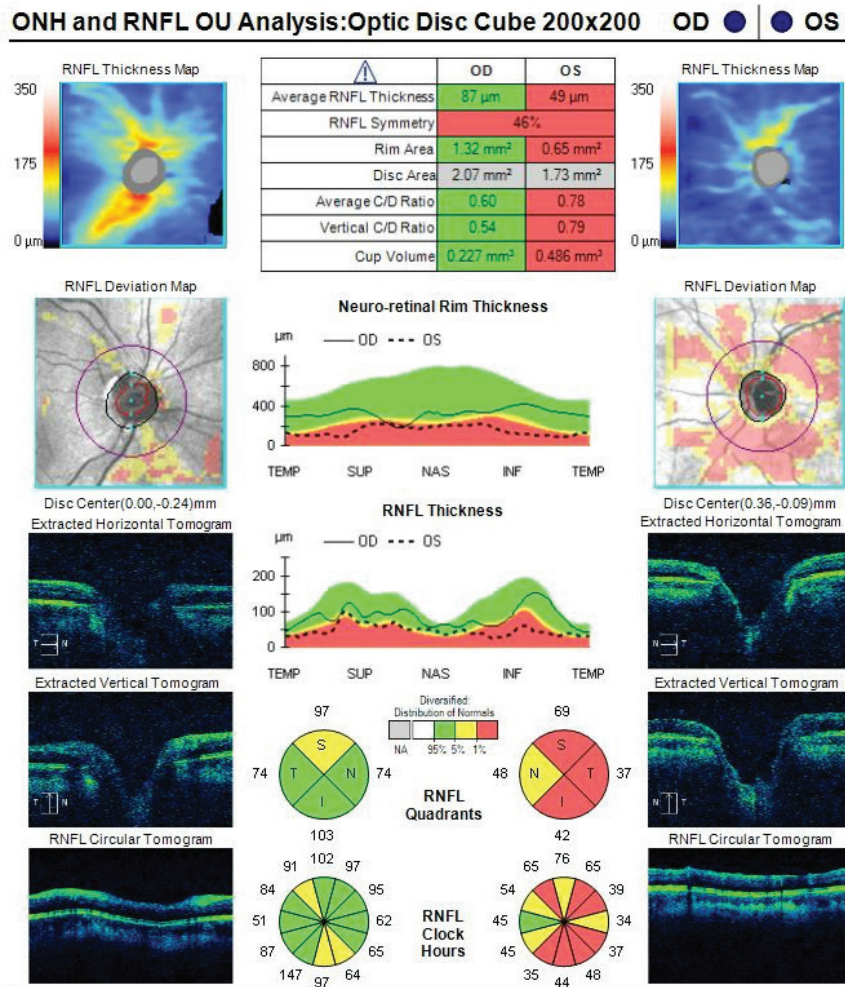 ONH and RNFL OU Analysis:Optic Disc Cube 200x200 OD OS
RNFL Thickness Map
350
175
0 µm
OD OS
Average RNFL Thickness 87 µm 49 µm
RNFL Symmetry 46%
Rim Area 1.32 mm² 0.65 mm²
Disc Area 2.07 mm² 1.73 mm²
Average C/D Ratio 0.60 0.78
Vertical C/D Ratio 0.54 0.79
Cup Volume 0.227 mm³ 0.486 mm³
RNFL Thickness Map
350
175
0 µm
RNFL Deviation Map
Disc Center(0.00,-0.24)mm
Neuro-retinal Rim Thickness
µm OD OS
800
400
0
TEMP SUP NAS INF TEMP
RNFL Deviation Map
Disc Center(0.36,-0.09)mm
Extracted Horizontal Tomogram
T N
RNFL Thickness
µm OD OS
200
100
0
TEMP SUP NAS INF TEMP
Extracted Horizontal Tomogram
N T
Extracted Vertical Tomogram
T N
Diversified:
Distribution of Normals
NA 95% 5% 1%
97
S
74 T N 74
I
103
RNFL
Quadrants
69
S
48 N T 37
I
42
Extracted Vertical Tomogram
N T
RNFL Circular Tomogram
102
91 97
84 95
51 62
87 65
147 64
97
RNFL
Clock
Hours
76
65 65
54 39
45 34
45 37
35 48
44
RNFL Circular Tomogram